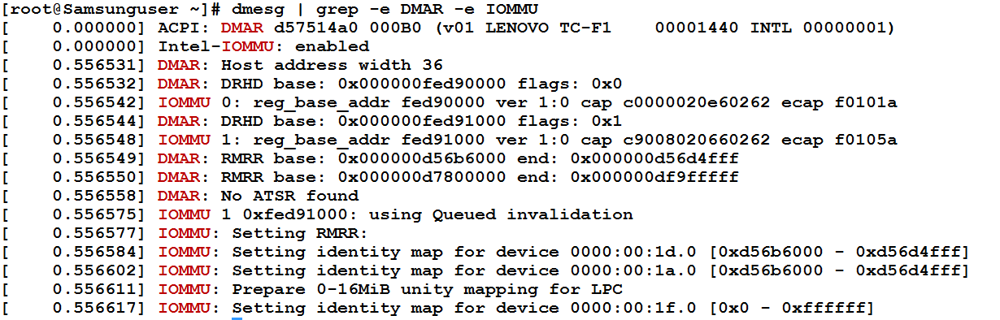 [root@Samsunguser ~]# dmesg | grep -e DMAR -e IOMMU
[    0.000000] ACPI: DMAR d57514a0 000B0 (v01 LENOVO TC-F1    00001440 INTL 00000001)
[    0.000000] Intel-IOMMU: enabled
[    0.556531] DMAR: Host address width 36
[    0.556532] DMAR: DRHD base: 0x000000fed90000 flags: 0x0
[    0.556542] IOMMU 0: reg_base_addr fed90000 ver 1:0 cap c0000020e60262 ecap f0101a
[    0.556544] DMAR: DRHD base: 0x000000fed91000 flags: 0x1
[    0.556548] IOMMU 1: reg_base_addr fed91000 ver 1:0 cap c9008020660262 ecap f0105a
[    0.556549] DMAR: RMRR base: 0x000000d56b6000 end: 0x000000d56d4fff
[    0.556550] DMAR: RMRR base: 0x000000d7800000 end: 0x000000df9fffff
[    0.556558] DMAR: No ATSR found
[    0.556575] IOMMU 1 0xfed91000: using Queued invalidation
[    0.556577] IOMMU: Setting RMRR:
[    0.556584] IOMMU: Setting identity map for device 0000:00:1d.0 [0xd56b6000 - 0xd56d4fff]
[    0.556602] IOMMU: Setting identity map for device 0000:00:1a.0 [0xd56b6000 - 0xd56d4fff]
[    0.556611] IOMMU: Prepare 0-16MiB unity mapping for LPC
[    0.556617] IOMMU: Setting identity map for device 0000:00:1f.0 [0x0 - 0xffffff]